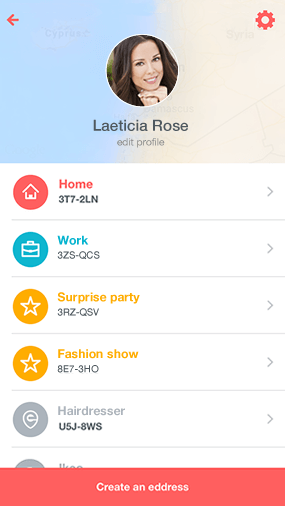 Cyprus
Syria
Laeticia Rose
edit profile
Home
3T7-2LN
Work
3ZS-QCS
Surprise party
3RZ-QSV
Fashion show
8E7-3HO
Hairdresser
U5J-8WS
Ikea
Create an eddress